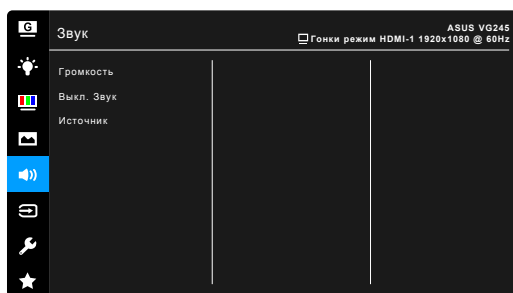 G
Звук
ASUS VG245
Гонки режим HDMI-1 1920x1080 @ 60Hz
Громкость
Выкл. Звук
Источник